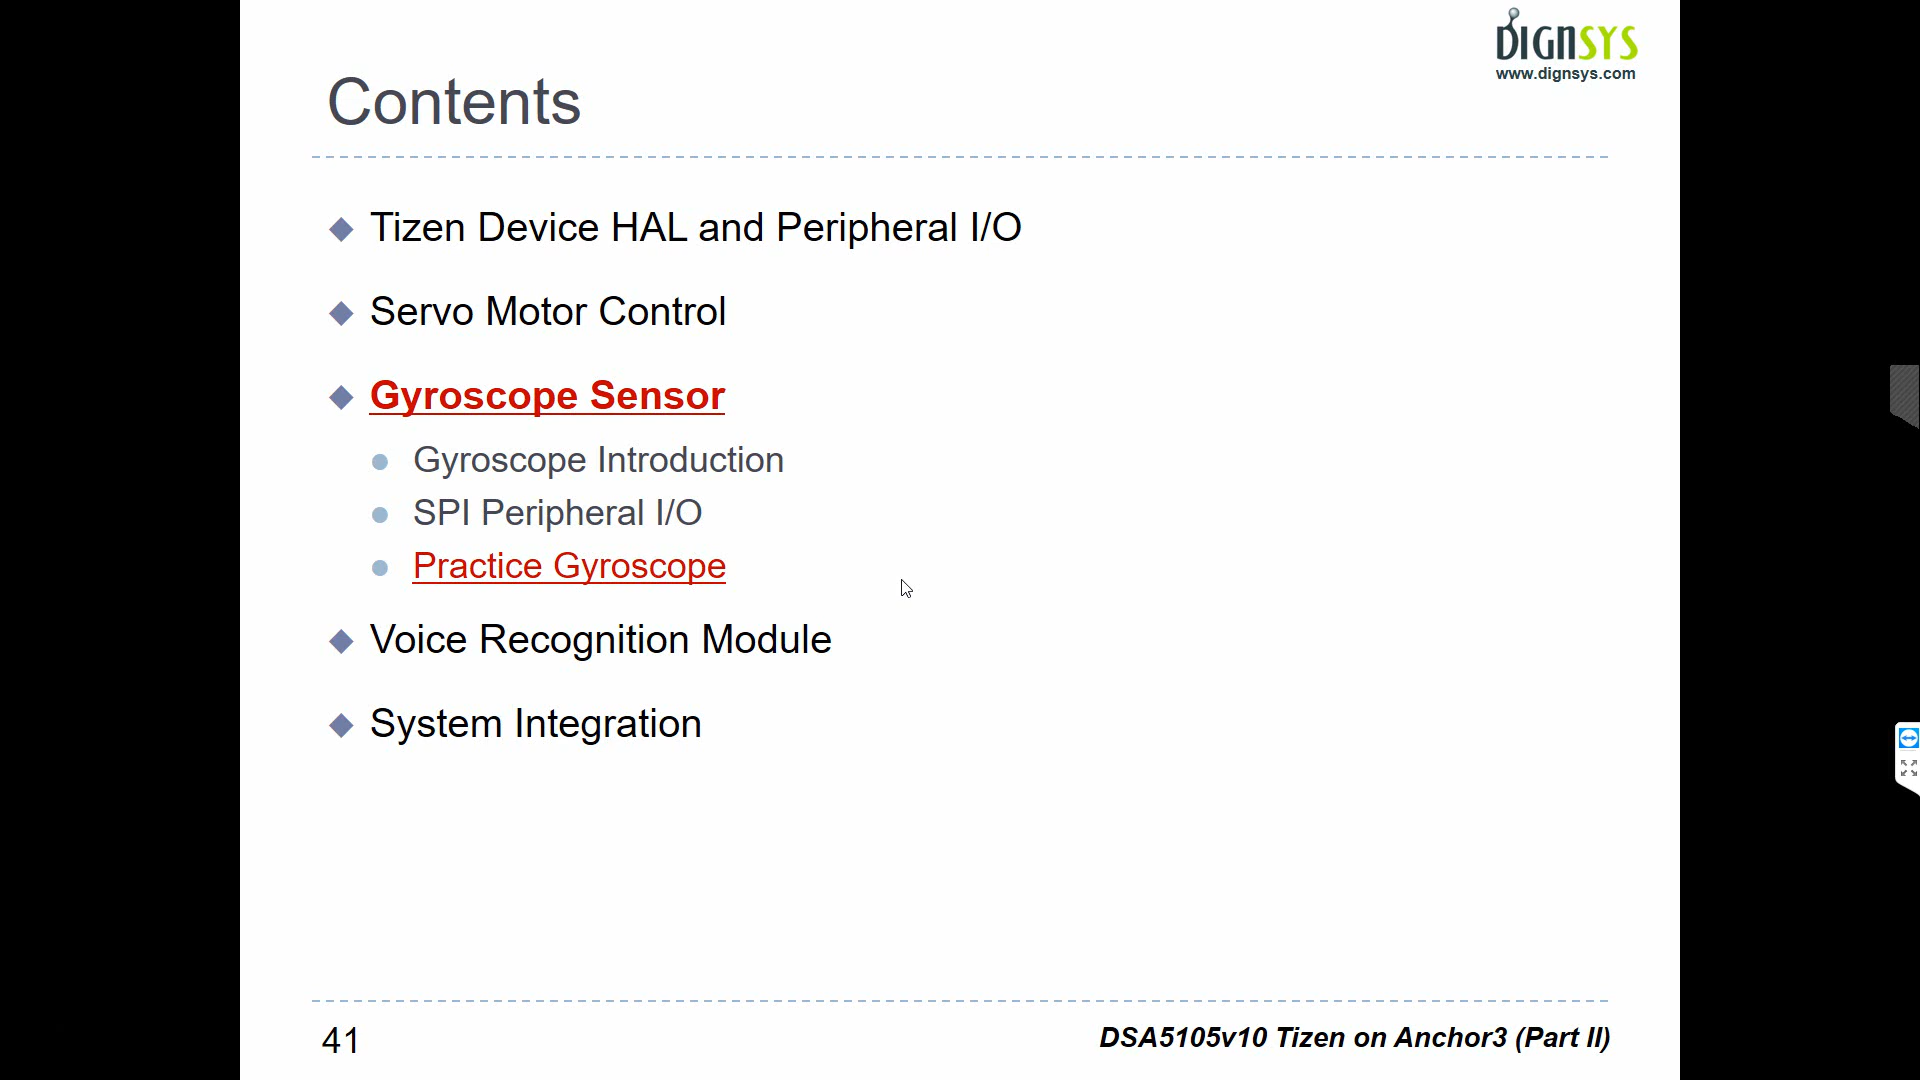 DIGNSYS
www.dignsys.com
Contents
Tizen Device HAL and Peripheral I/O
Servo Motor Control
Gyroscope Sensor
Gyroscope Introduction
SPI Peripheral I/O
Practice Gyroscope
Voice Recognition Module
System Integration
41
DSA5105v10 Tizen on Anchor3 (Part II)